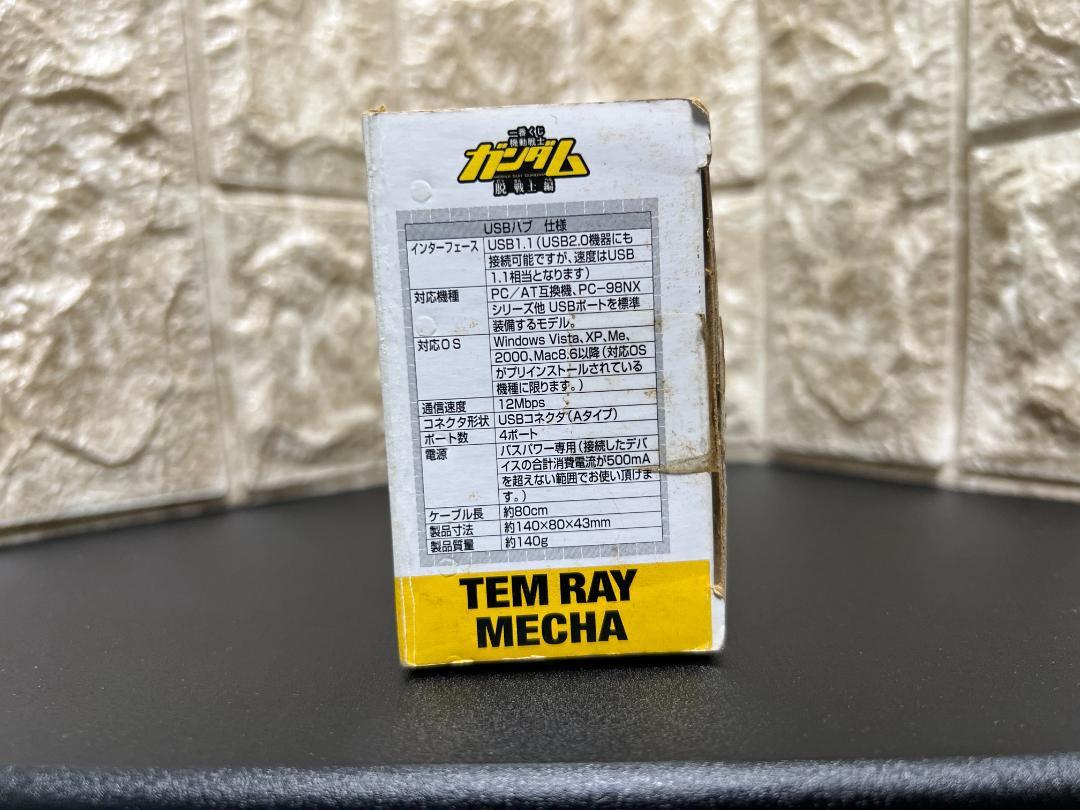 一番くじ
機動戦士
ガンダム
MOBILE SUIT GUNDAM
脱戦士編
USBハブ 仕様
インターフェース USB1.1(USB2.0機器にも
接続可能ですが、速度はUSB
1.1相当となります)
対応機種 PC/AT互換機、PC-98NX
シリーズ他 USBポートを標準
装備するモデル。
対応OS Windows Vista、XP、Me、
2000、Mac8.6以降(対応OS
がプリインストールされている
機種に限ります。)
通信速度 12Mbps
コネクタ形状 USBコネクタ(Aタイプ)
ポート数 4ポート
電源 バスパワー専用(接続したデバ
イスの合計消費電流が500mA
を超えない範囲でお使い頂けま
す。)
ケーブル長 約80cm
製品寸法 約140×80×43mm
製品質量 約140g
TEM RAY
MECHA